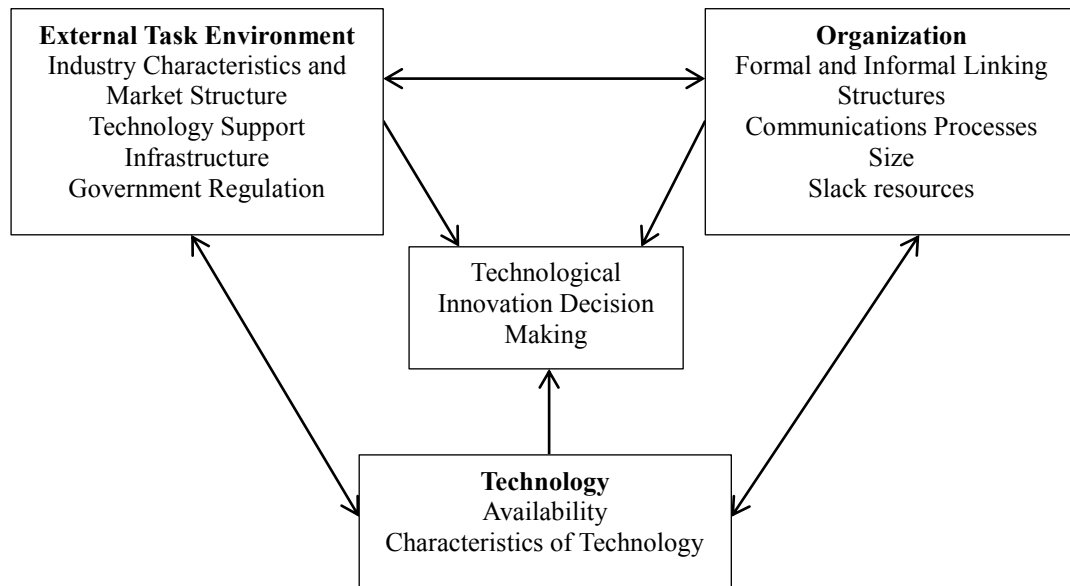 External Task Environment
Industry Characteristics and
Market Structure
Technology Support
Infrastructure
Government Regulation
Organization
Formal and Informal Linking
Structures
Communications Processes
Size
Slack resources
Technological
Innovation Decision
Making
Technology
Availability
Characteristics of Technology